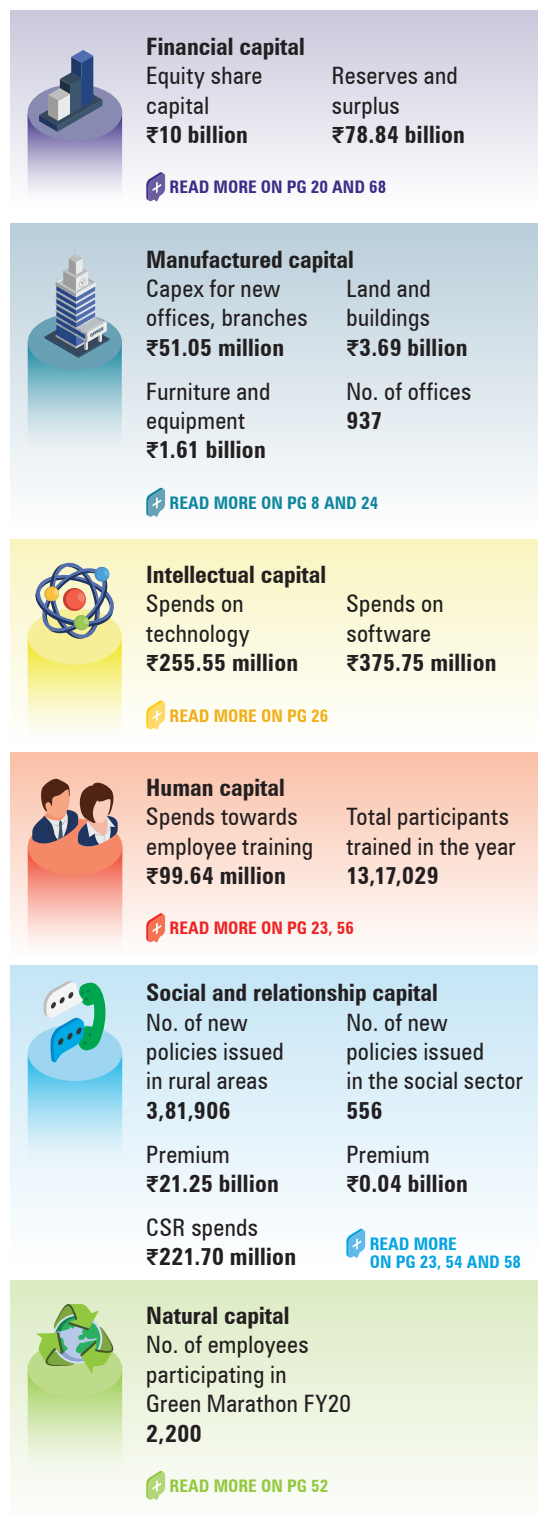 Financial capital
Equity share
capital
₹10 billion
Reserves and
surplus
₹78.84 billion
READ MORE ON PG 20 AND 68
Manufactured capital
Capex for new
offices, branches
₹51.05 million
Land and
buildings
₹3.69 billion
Furniture and
equipment
₹1.61 billion
No. of offices
937
READ MORE ON PG 8 AND 24
Intellectual capital
Spends on
technology
₹255.55 million
Spends on
software
₹375.75 million
READ MORE ON PG 26
Human capital
Spends towards
employee training
₹99.64 million
Total participants
trained in the year
13,17,029
READ MORE ON PG 23, 56
Social and relationship capital
No. of new
policies issued
in rural areas
3,81,906
No. of new
policies issued
in the social sector
556
Premium
₹21.25 billion
Premium
₹0.04 billion
CSR spends
₹221.70 million
READ MORE
ON PG 23, 54 AND 58
Natural capital
No. of employees
participating in
Green Marathon FY20
2,200
READ MORE ON PG 52